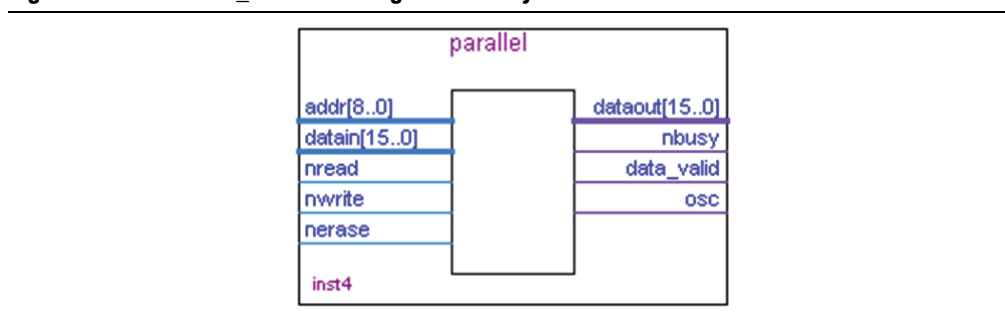 parallel
addr[8..0]
dataout[15..0]
datain[15..0]
nbusy
nread
data_valid
nwrite
osc
nerase
inst4